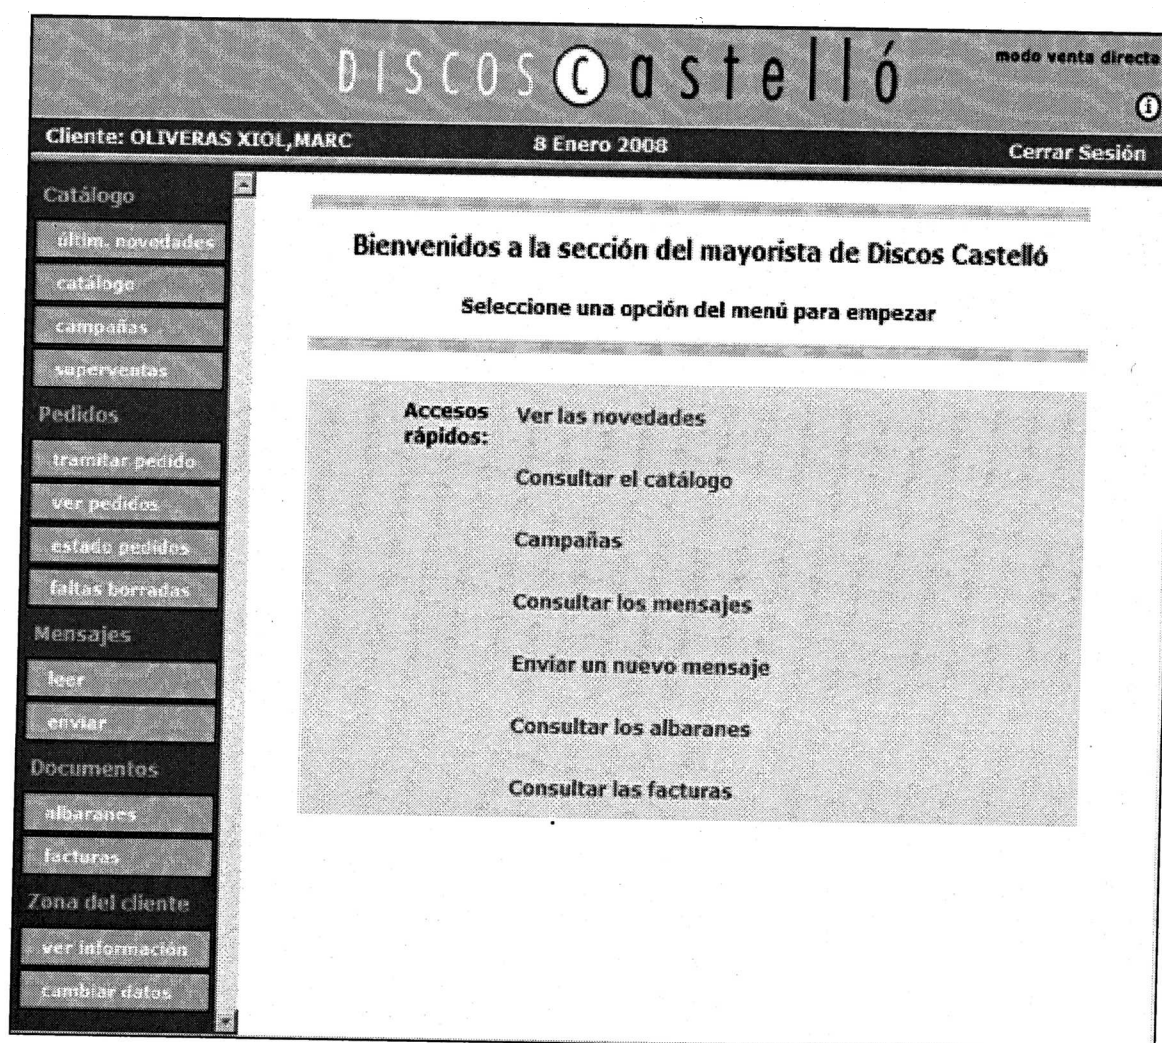 DISCOS Castelló
modo venta directa
i
Cliente: OLIVERAS XIOL,MARC
8 Enero 2008
Cerrar Sesión
Catálogo
últim. novedades
catálogo
campañas
superventas
Pedidos
tramitar pedido
ver pedidos
estado pedidos
faltas borradas
Mensajes
leer
enviar
Documentos
albaranes
facturas
Zona del cliente
ver información
cambiar datos
Bienvenidos a la sección del mayorista de Discos Castelló
Seleccione una opción del menú para empezar
Accesos
rápidos:
Ver las novedades
Consultar el catálogo
Campañas
Consultar los mensajes
Enviar un nuevo mensaje
Consultar los albaranes
Consultar las facturas